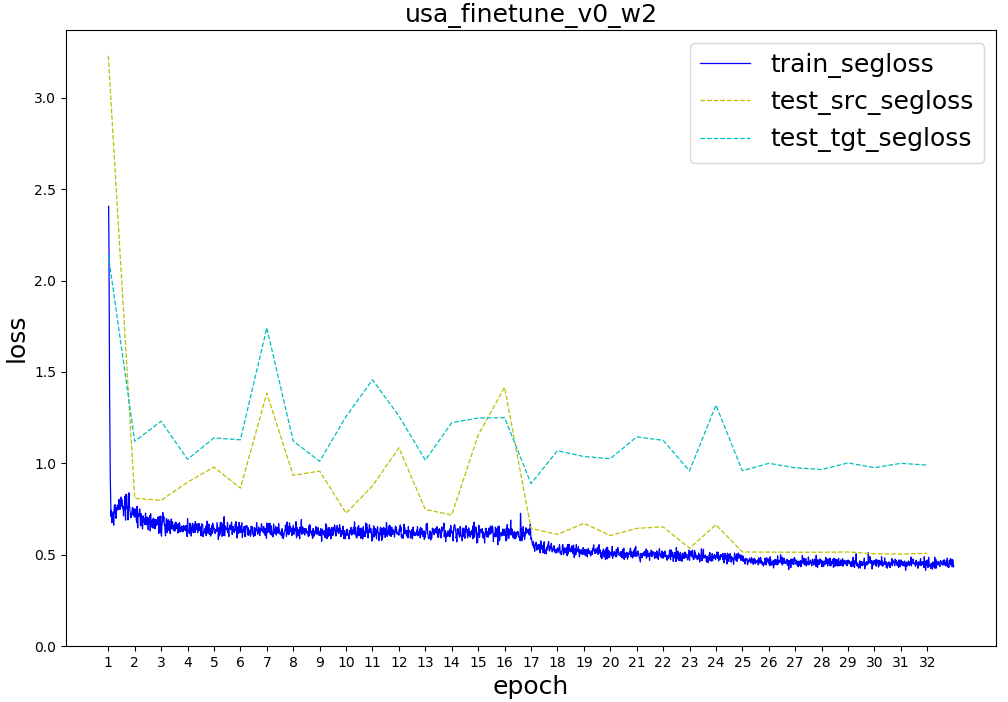 usa_finetune_v0_w2
train_segloss
test_src_segloss
test_tgt_segloss
loss
3.0
2.5
2.0
1.5
1.0
0.5
0.0
1 2 3 4 5 6 7 8 9 10 11 12 13 14 15 16 17 18 19 20 21 22 23 24 25 26 27 28 29 30 31 32
epoch